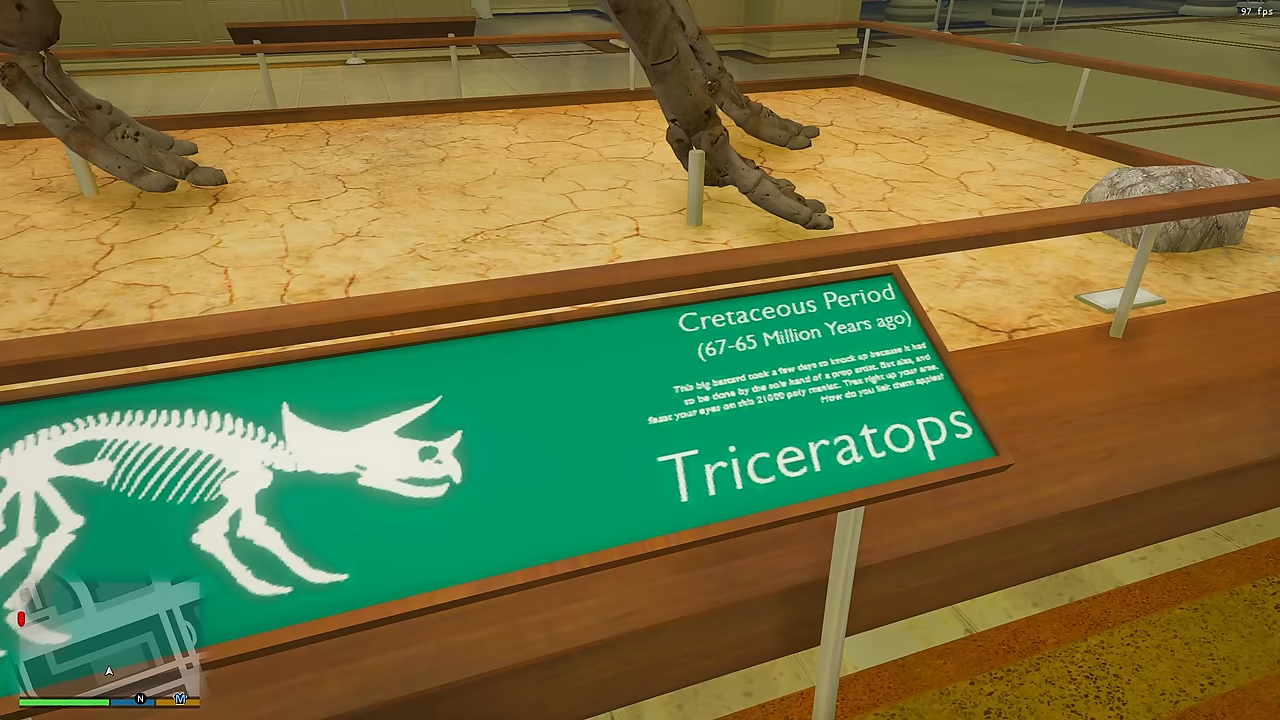 97 fps
Cretaceous Period
(67-65 Million Years ago)
This big bastard took a few days to knock up because it had
to be done by the sole hand of a prop artist. But aha, and
feast your eyes on this 21000 poly maniac. Tres right up your arse.
How do you like them apples?
Triceratops
N
M